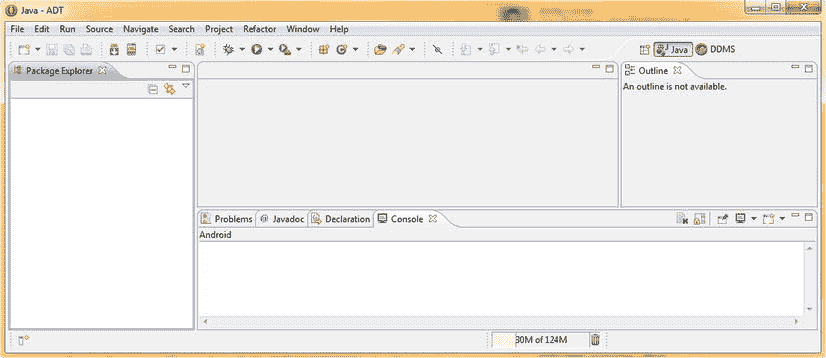 Java - ADT
File Edit Run Source Navigate Search Project Refactor Window Help
Java DDMS
Package Explorer
Outline
An outline is not available.
Problems @ Javadoc Declaration Console
Android
30M of 124M